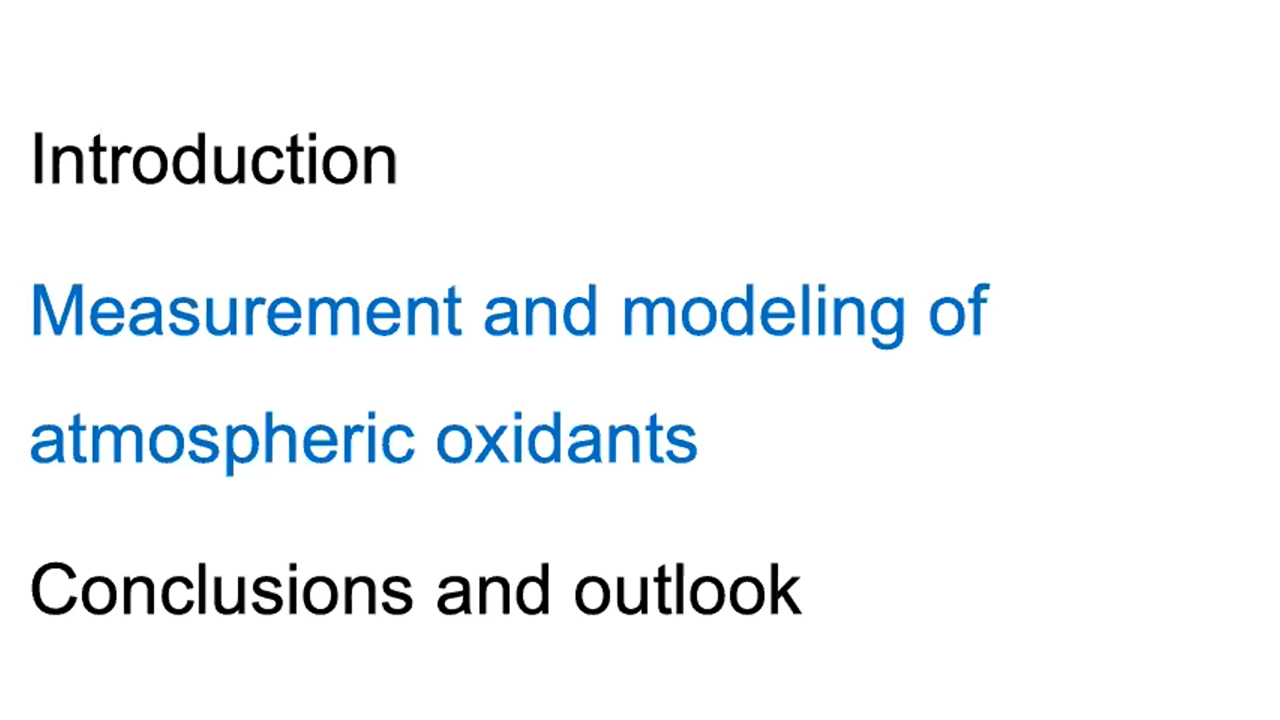 Introduction
Measurement and modeling of
atmospheric oxidants
Conclusions and outlook